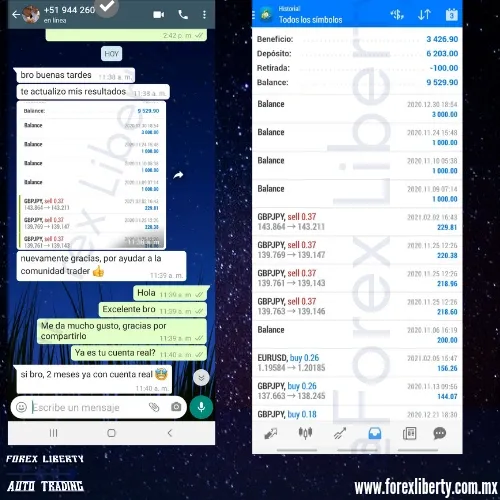 +51 944 260
en línea
2:42 p. m.
HOY
bro buenas tardes 11:38 a. m.
te actualizo mis resultados 11:38 a. m.
Balance: 9 529.90
Balance
3 000.00
Balance
1 000.00
Balance
1 000.00
Balance
1 000.00
GBPJPY, sell 0.37
143.864 → 143.211 229.81
GBPJPY, sell 0.37
139.769 → 139.147 220.38
GBPJPY, sell 0.37
139.761 → 139.143
nuevamente gracias, por ayudar a la
comunidad trader 👍 11:39 a. m.
Hola 11:39 a. m.
Excelente bro 11:39 a. m.
Me da mucho gusto, gracias por
compartirlo 11:39 a. m.
Ya es tu cuenta real? 11:40 a. m.
si bro, 2 meses ya con cuenta real 😇
11:40 a. m.
Escribe un mensaje
FOREX LIBERTY
AUTO TRADING
Historial
Todos los símbolos
3
Beneficio: 3 426.90
Depósito: 6 203.00
Retirada: -100.00
Balance: 9 529.90
Balance 2020.12.30 18:54
3 000.00
Balance 2020.11.24 15:48
1 000.00
Balance 2020.11.10 05:38
1 000.00
Balance 2020.11.09 07:14
1 000.00
GBPJPY, sell 0.37 2021.02.02 16:43
143.864 → 143.211 229.81
GBPJPY, sell 0.37 2020.11.25 12:26
139.769 → 139.147 220.38
GBPJPY, sell 0.37 2020.11.25 12:26
139.761 → 139.143 218.96
GBPJPY, sell 0.37 2020.11.25 12:26
139.763 → 139.146 218.60
Balance 2020.11.06 16:19
200.00
EURUSD, buy 0.26 2021.02.05 15:47
1.19584 → 1.20185 156.26
GBPJPY, buy 0.26 2020.11.13 09:56
137.663 → 138.245 144.07
GBPJPY, buy 0.18 2020.12.21 18:30
Forex Liberty
eForex Liberty
www.forexliberty.com.mx